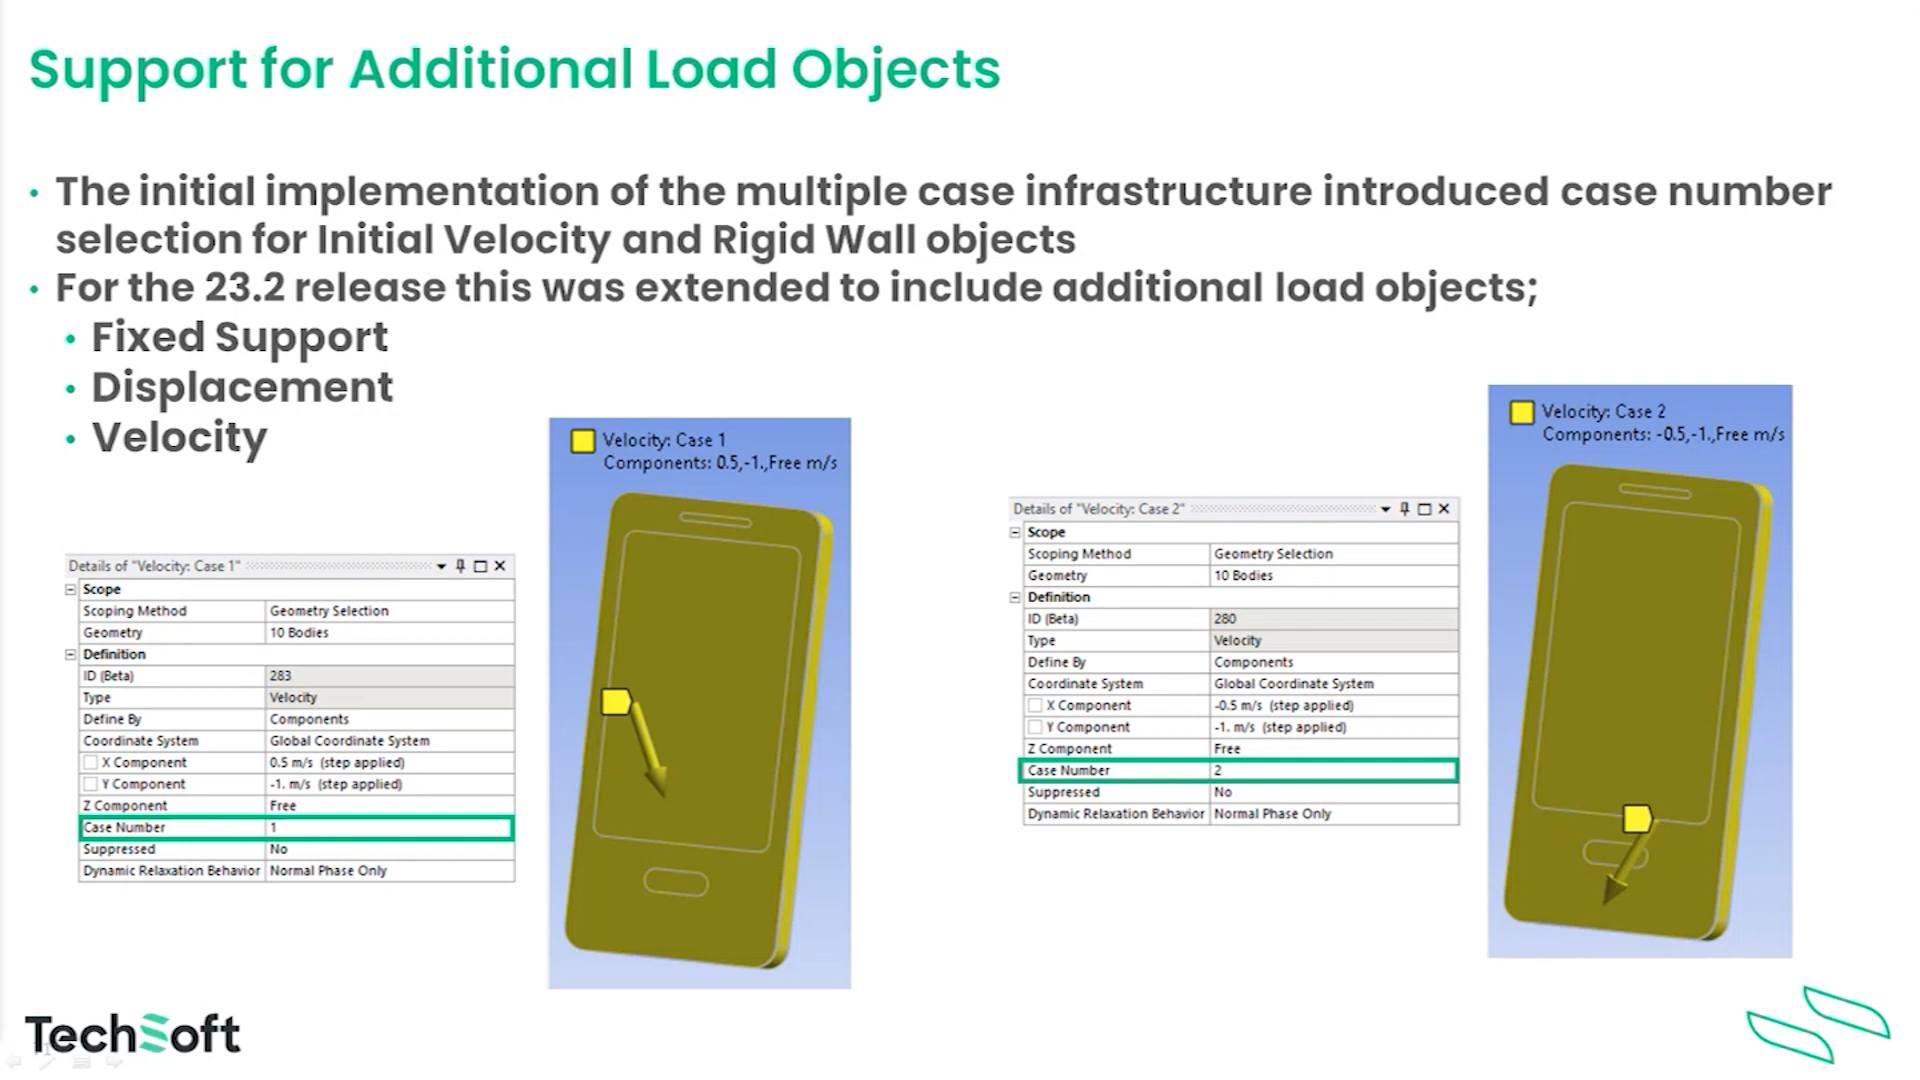 Support for Additional Load Objects
• The initial implementation of the multiple case infrastructure introduced case number
selection for Initial Velocity and Rigid Wall objects
• For the 23.2 release this was extended to include additional load objects;
• Fixed Support
• Displacement
• Velocity
Details of "Velocity: Case 1"
Scope
Scoping Method Geometry Selection
Geometry 10 Bodies
Definition
ID (Beta) 283
Type Velocity
Define By Components
Coordinate System Global Coordinate System
X Component 0.5 m/s (step applied)
Y Component -1. m/s (step applied)
Z Component Free
Case Number 1
Suppressed No
Dynamic Relaxation Behavior Normal Phase Only
Velocity: Case 1
Components: 0.5,-1.,Free m/s
Details of "Velocity: Case 2"
Scope
Scoping Method Geometry Selection
Geometry 10 Bodies
Definition
ID (Beta) 280
Type Velocity
Define By Components
Coordinate System Global Coordinate System
X Component -0.5 m/s (step applied)
Y Component -1. m/s (step applied)
Z Component Free
Case Number 2
Suppressed No
Dynamic Relaxation Behavior Normal Phase Only
Velocity: Case 2
Components: -0.5,-1.,Free m/s
TechSoft